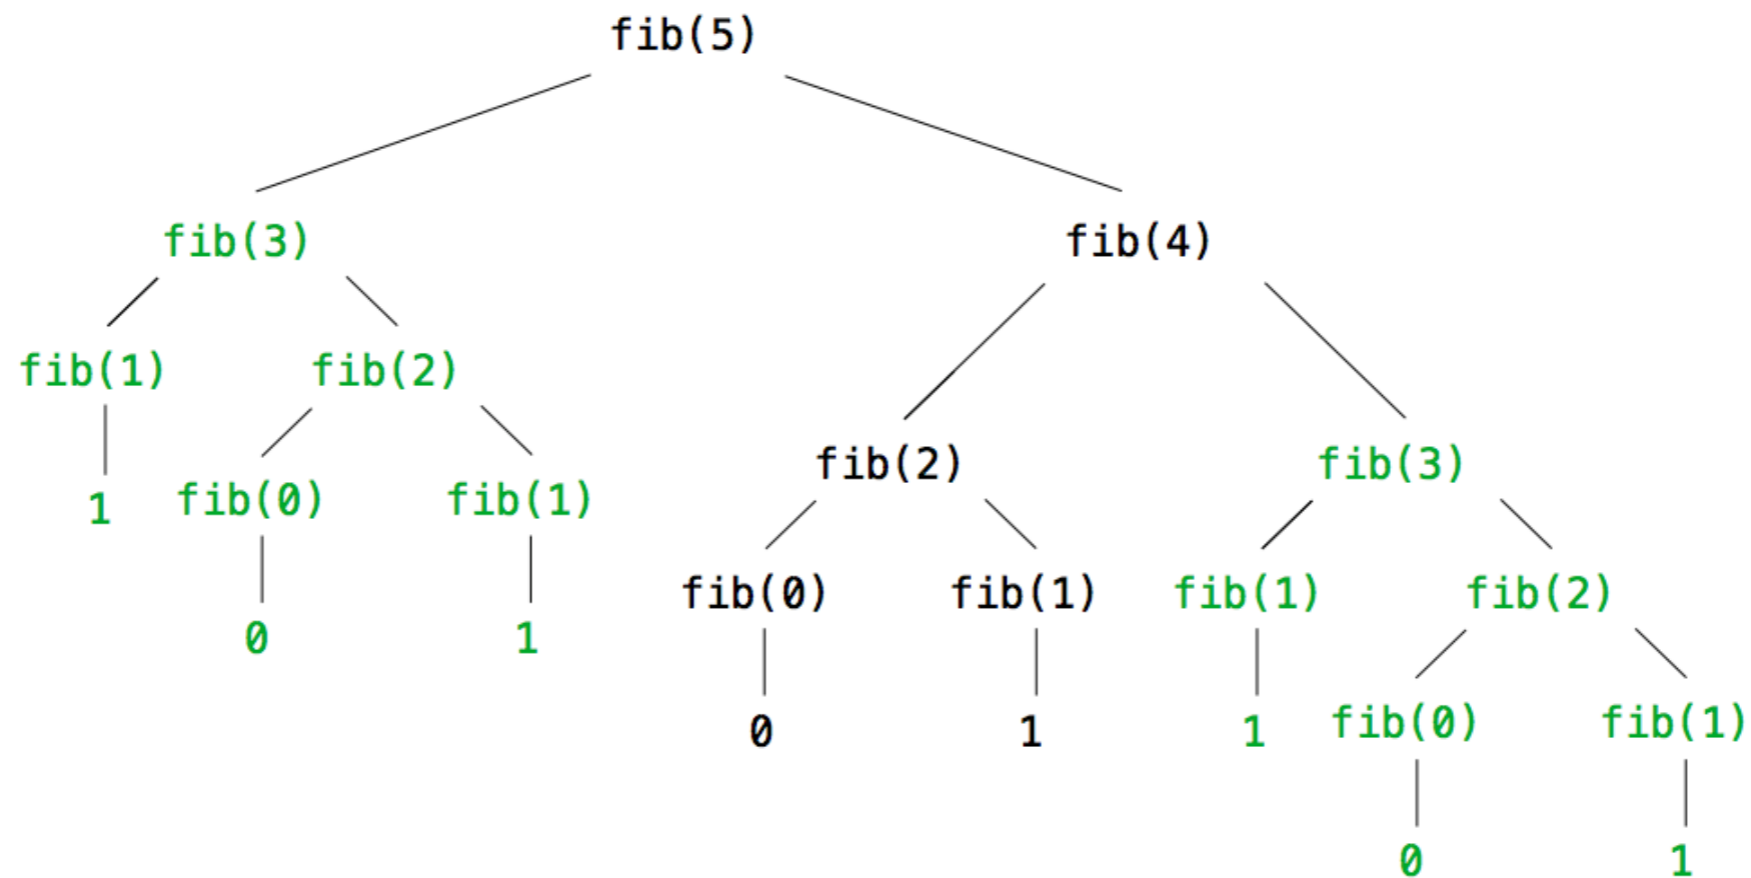 fib(5)
fib(3) fib(4)
fib(1) fib(2)
fib(2) fib(3)
1 fib(0) fib(1)
fib(0) fib(1) fib(1) fib(2)
0 1
0 1 1 fib(0) fib(1)
0 1